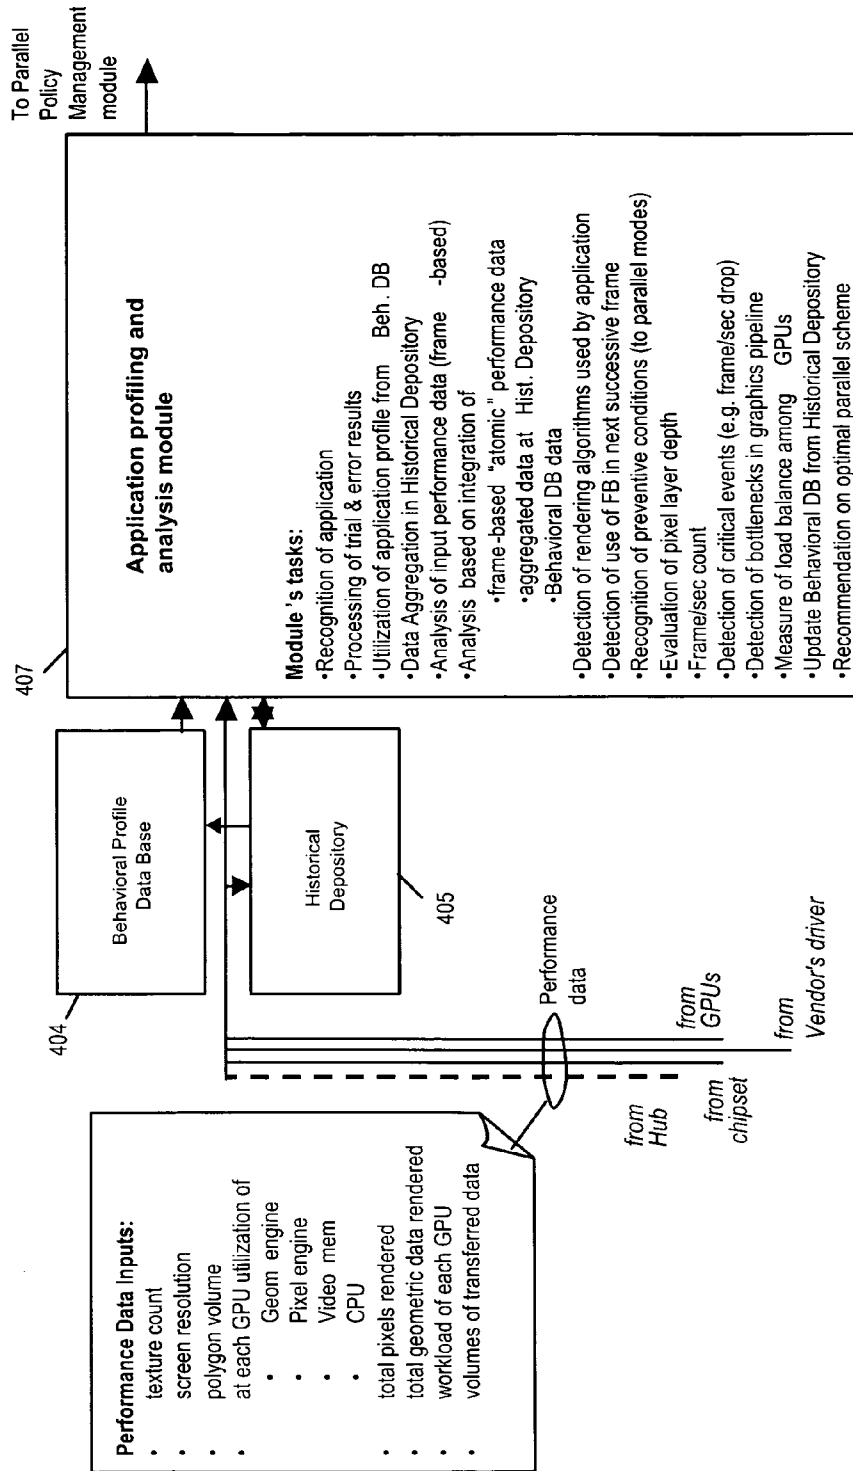 Performance Data Inputs:
• texture count
• screen resolution
• polygon volume
• at each GPU utilization of
• Geom engine
• Pixel engine
• Video mem
• CPU
• total pixels rendered
• total geometric data rendered
• workload of each GPU
• volumes of transferred data
from
Hub
from
chipset
from
GPUs
from
Vendor's driver
Performance
data
404
Behavioral Profile
Data Base
Historical
Depository
405
407
Application profiling and
analysis module
Module 's tasks:
•Recognition of application
•Processing of trial & error results
•Utilization of application profile from Beh. DB
•Data Aggregation in Historical Depository
•Analysis of input performance data (frame -based)
•Analysis based on integration of
•frame -based "atomic " performance data
•aggregated data at Hist. Depository
•Behavioral DB data
•Detection of rendering algorithms used by application
•Detection of use of FB in next successive frame
•Recognition of preventive conditions (to parallel modes)
•Evaluation of pixel layer depth
•Frame/sec count
•Detection of critical events (e.g. frame/sec drop)
•Detection of bottlenecks in graphics pipeline
•Measure of load balance among GPUs
•Update Behavioral DB from Historical Depository
•Recommendation on optimal parallel scheme
To Parallel
Policy
Management
module